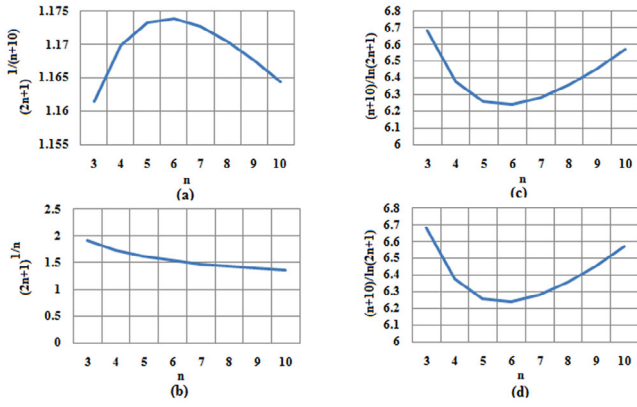 (2n+1)^1/(n+10)
1.175
1.17
1.165
1.16
1.155
3 4 5 6 7 8 9 10
n
(a)
(n+10)/ln(2n+1)
6.8
6.7
6.6
6.5
6.4
6.3
6.2
6.1
6
3 4 5 6 7 8 9 10
n
(c)
(2n+1)^1/n
2.5
2
1.5
1
0.5
0
3 4 5 6 7 8 9 10
n
(b)
(n+10)/ln(2n+1)
6.8
6.7
6.6
6.5
6.4
6.3
6.2
6.1
6
3 4 5 6 7 8 9 10
n
(d)